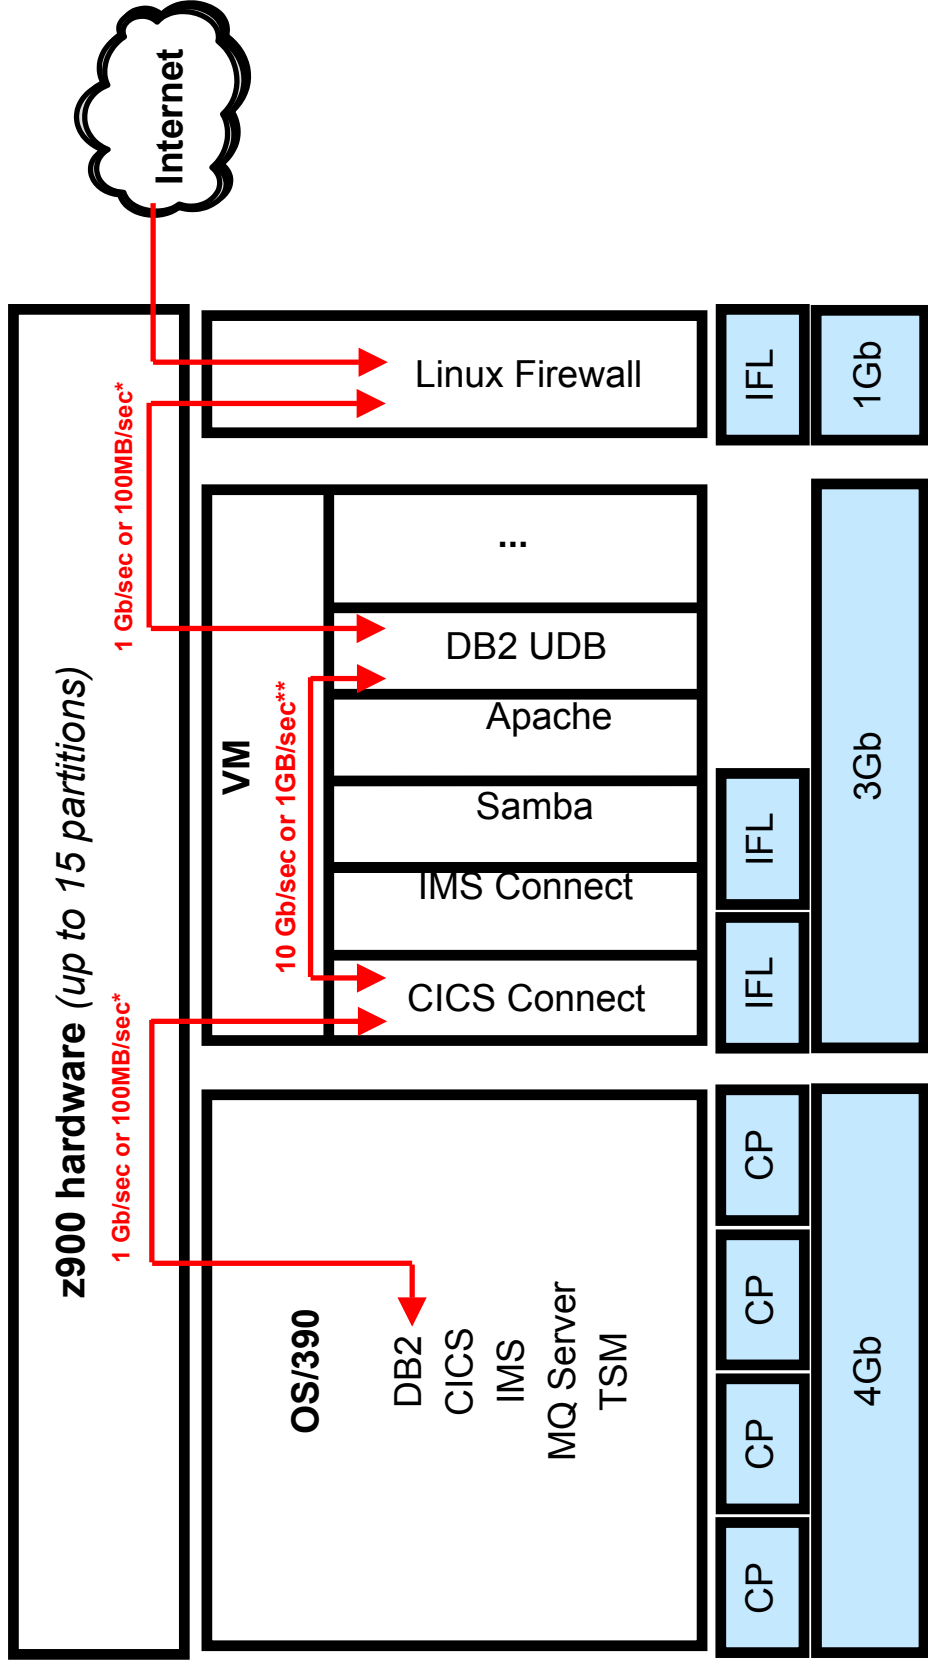 z900 hardware (up to 15 partitions)
Internet
1 Gb/sec or 100MB/sec*
1 Gb/sec or 100MB/sec*
OS/390
DB2
CICS
IMS
MQ Server
TSM
VM
10 Gb/sec or 1GB/sec**
CICS Connect
IMS Connect
Samba
Apache
DB2 UDB
...
Linux Firewall
CP
CP
CP
CP
IFL
IFL
IFL
4Gb
3Gb
1Gb